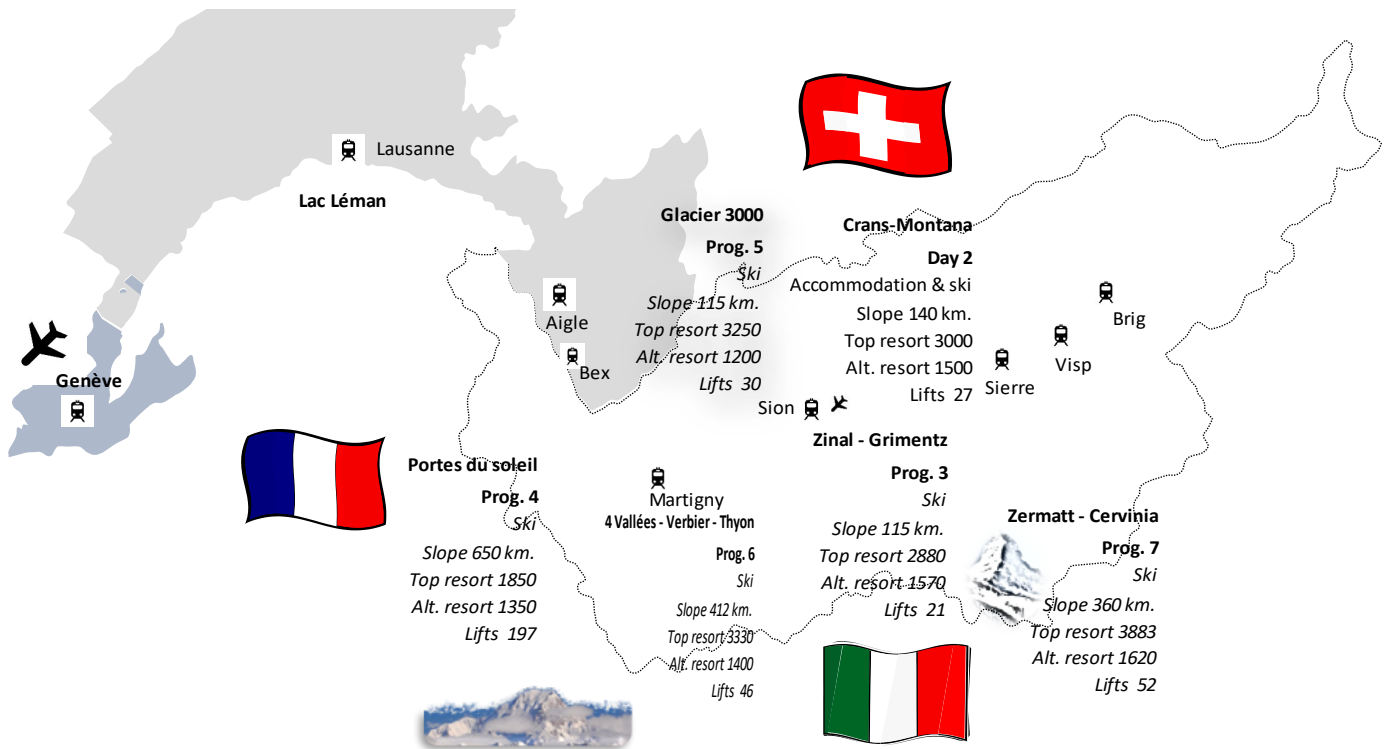 Lausanne
Lac Léman
Genève
Aigle
Bex
Glacier 3000
Prog. 5
Ski
Slope 115 km.
Top resort 3250
Alt. resort 1200
Lifts 30
Crans-Montana
Day 2
Accommodation & ski
Slope 140 km.
Top resort 3000
Alt. resort 1500
Lifts 27
Brig
Visp
Sierre
Sion
Martigny
Portes du soleil
Prog. 4
Ski
Slope 650 km.
Top resort 1850
Alt. resort 1350
Lifts 197
4 Vallées - Verbier - Thyon
Prog. 6
Ski
Slope 412 km.
Top resort 3330
Alt. resort 1400
Lifts 46
Zinal - Grimentz
Prog. 3
Ski
Slope 115 km.
Top resort 2880
Alt. resort 1570
Lifts 21
Zermatt - Cervinia
Prog. 7
Ski
Slope 360 km.
Top resort 3883
Alt. resort 1620
Lifts 52